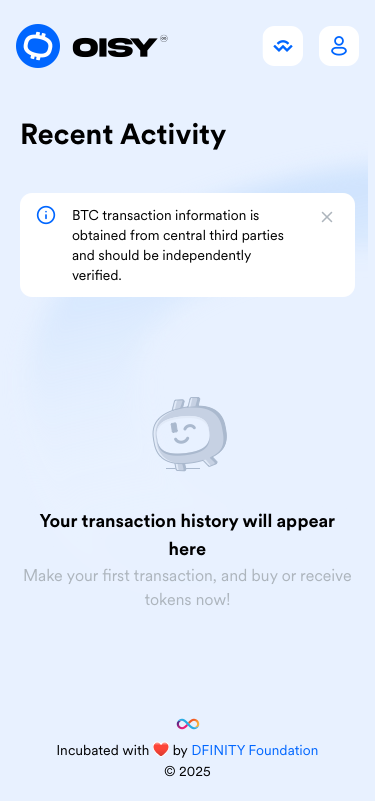 OISY
Recent Activity
BTC transaction information is
obtained from central third parties
and should be independently
verified.
Your transaction history will appear
here
Make your first transaction, and buy or receive
tokens now!
Incubated with ❤️ by DFINITY Foundation
© 2025